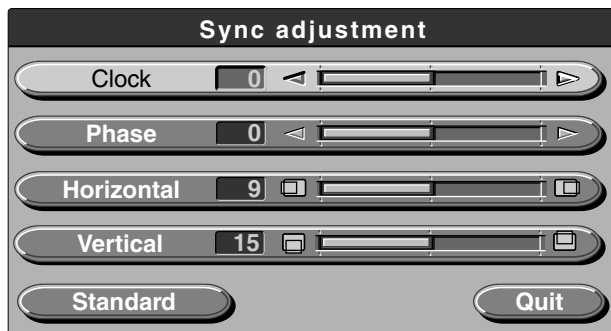 Sync adjustment
Clock 0
Phase 0
Horizontal 9
Vertical 15
Standard Quit